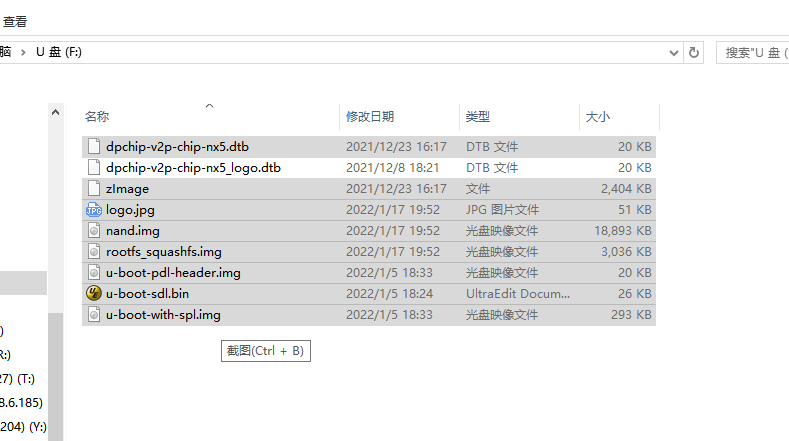 查看
脑 › U 盘 (F:)
搜索"U 盘 (
名称 修改日期 类型 大小
dpchip-v2p-chip-nx5.dtb 2021/12/23 16:17 DTB 文件 20 KB
dpchip-v2p-chip-nx5_logo.dtb 2021/12/8 18:21 DTB 文件 20 KB
zImage 2021/12/23 16:17 文件 2,404 KB
logo.jpg 2022/1/17 19:52 JPG 图片文件 51 KB
nand.img 2022/1/17 19:52 光盘映像文件 18,893 KB
rootfs_squashfs.img 2022/1/17 19:52 光盘映像文件 3,036 KB
u-boot-pdl-header.img 2022/1/5 18:33 光盘映像文件 20 KB
u-boot-sdl.bin 2022/1/5 18:24 UltraEdit Docum... 26 KB
u-boot-with-spl.img 2022/1/5 18:33 光盘映像文件 293 KB
)
截图(Ctrl + B)
R:)
27) (T:)
8.6.185)
204) (Y:)